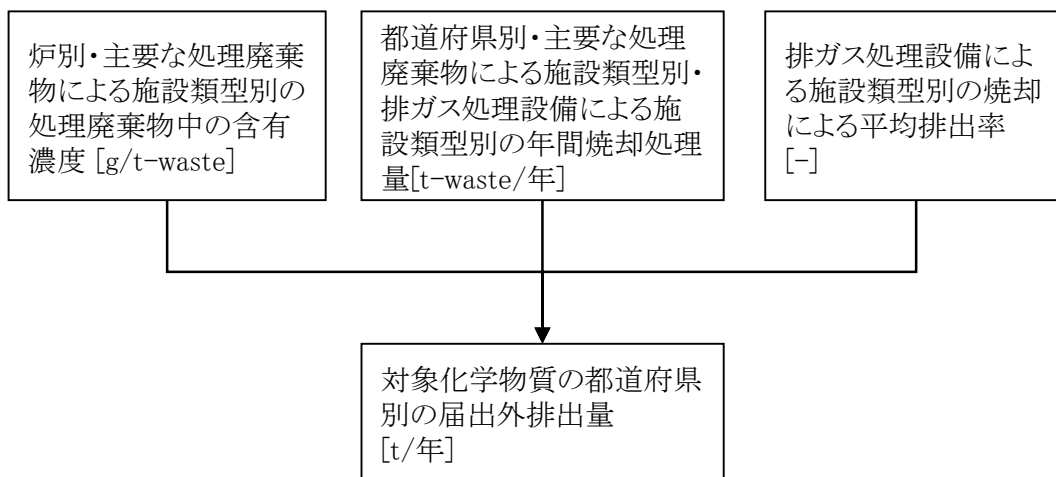 炉別・主要な処理廃棄
物による施設類型別の
処理廃棄物中の含有
濃度 [g/t-waste]
都道府県別・主要な処理
廃棄物による施設類型別・
排ガス処理設備による施
設類型別の年間焼却処理
量[t-waste/年]
排ガス処理設備によ
る施設類型別の焼却
による平均排出率
[-]
対象化学物質の都道府県
別の届出外排出量
[t/年]